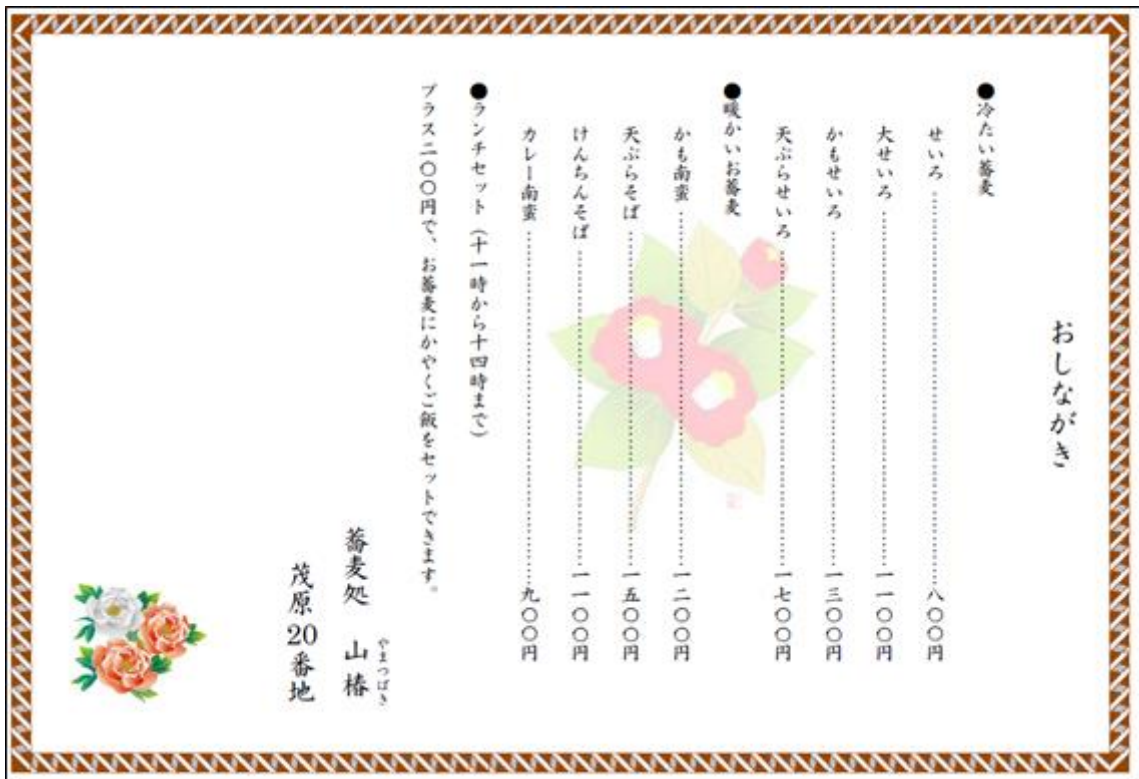 おしながき
●冷たい蕎麦
せいろ……………………八〇〇円
大せいろ……………………一一〇〇円
かもせいろ……………………一三〇〇円
天ぷらせいろ……………………一七〇〇円
●暖かいお蕎麦
かも南蛮……………………一二〇〇円
天ぷらそば……………………一五〇〇円
けんちんそば……………………一一〇〇円
カレー南蛮……………………九〇〇円
●ランチセット（十一時から十四時まで）
プラス二〇〇円で、お蕎麦にかやくご飯をセットできます。
やまつばき
蕎麦処　山椿
茂原20番地